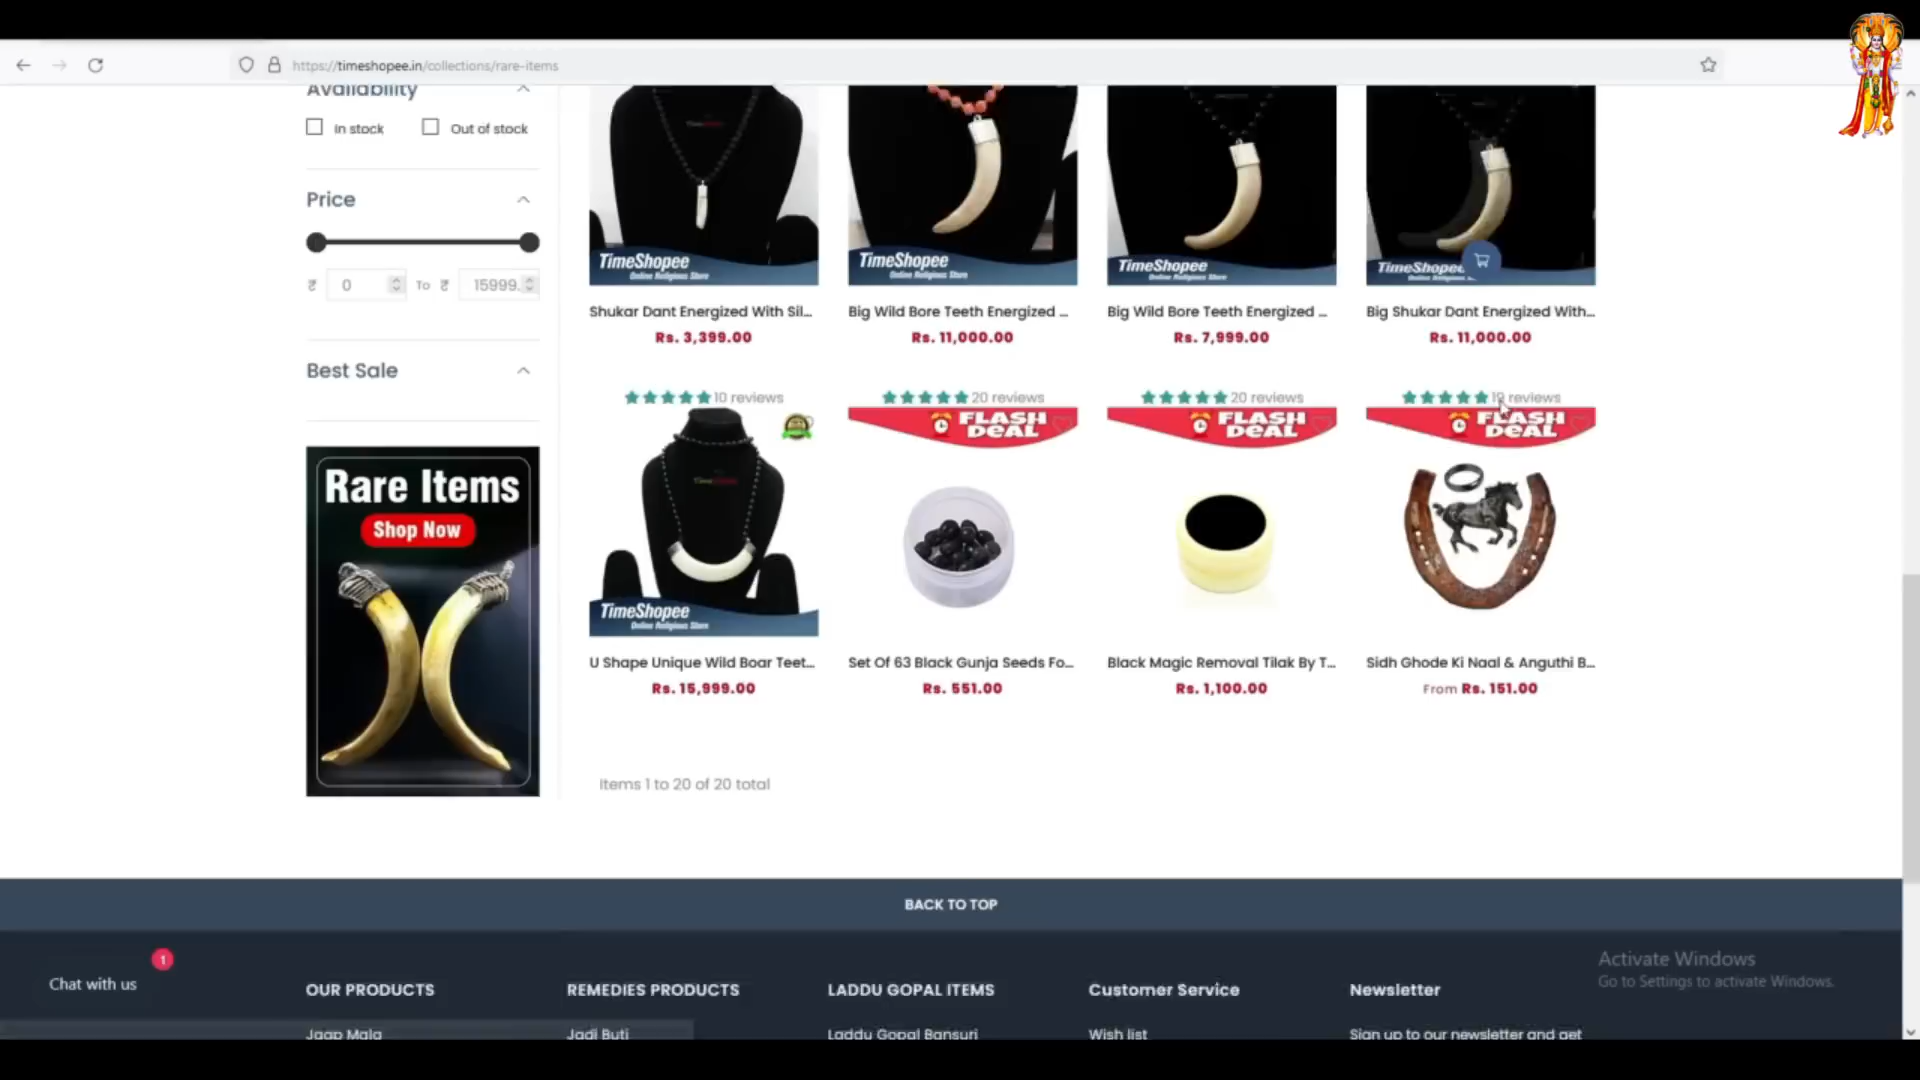 https://timeshopee.in/collections/rare-items
Availability
In stock
Out of stock
Price
₹ 0 To ₹ 15999.
Best Sale
Rare Items
Shop Now
TimeShopee
Online Religious Store
TimeShopee
Online Religious Store
TimeShopee
Online Religious Store
TimeShopee
Shukar Dant Energized With Sil...
Rs. 3,399.00
Big Wild Bore Teeth Energized ...
Rs. 11,000.00
Big Wild Bore Teeth Energized ...
Rs. 7,999.00
Big Shukar Dant Energized With...
Rs. 11,000.00
10 reviews
20 reviews
20 reviews
19 reviews
FLASH
DeAL
FLASH
DeAL
FLASH
DeAL
TimeShopee
Online Religious Store
U Shape Unique Wild Boar Teet...
Rs. 15,999.00
Set Of 63 Black Gunja Seeds Fo...
Rs. 551.00
Black Magic Removal Tilak By T...
Rs. 1,100.00
Sidh Ghode Ki Naal & Anguthi B...
From Rs. 151.00
Items 1 to 20 of 20 total
BACK TO TOP
1
Chat with us
OUR PRODUCTS
REMEDIES PRODUCTS
LADDU GOPAL ITEMS
Customer Service
Newsletter
Activate Windows
Go to Settings to activate Windows.
Jaap Mala
Jadi Buti
Laddu Gopal Bansuri
Wish list
Sign up to our newsletter and get